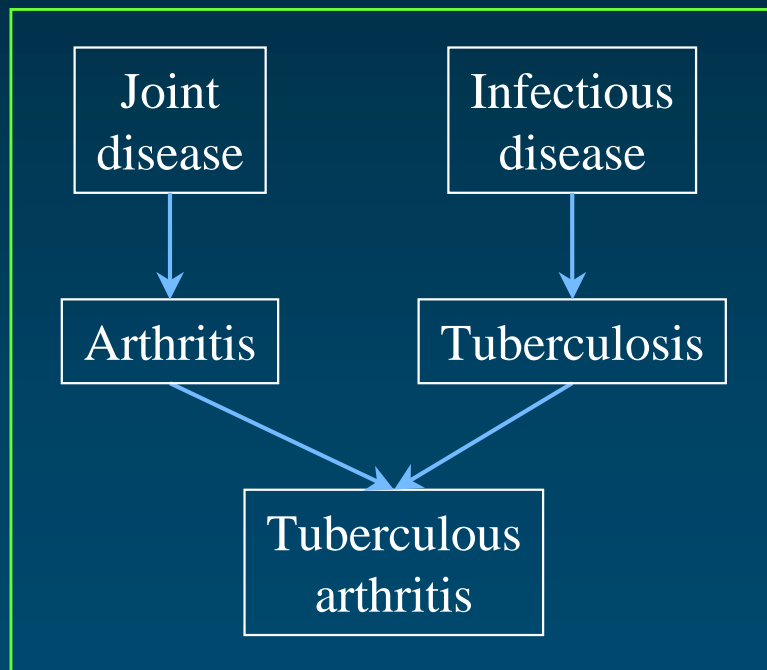 Joint
disease
Infectious
disease
Arthritis
Tuberculosis
Tuberculous
arthritis